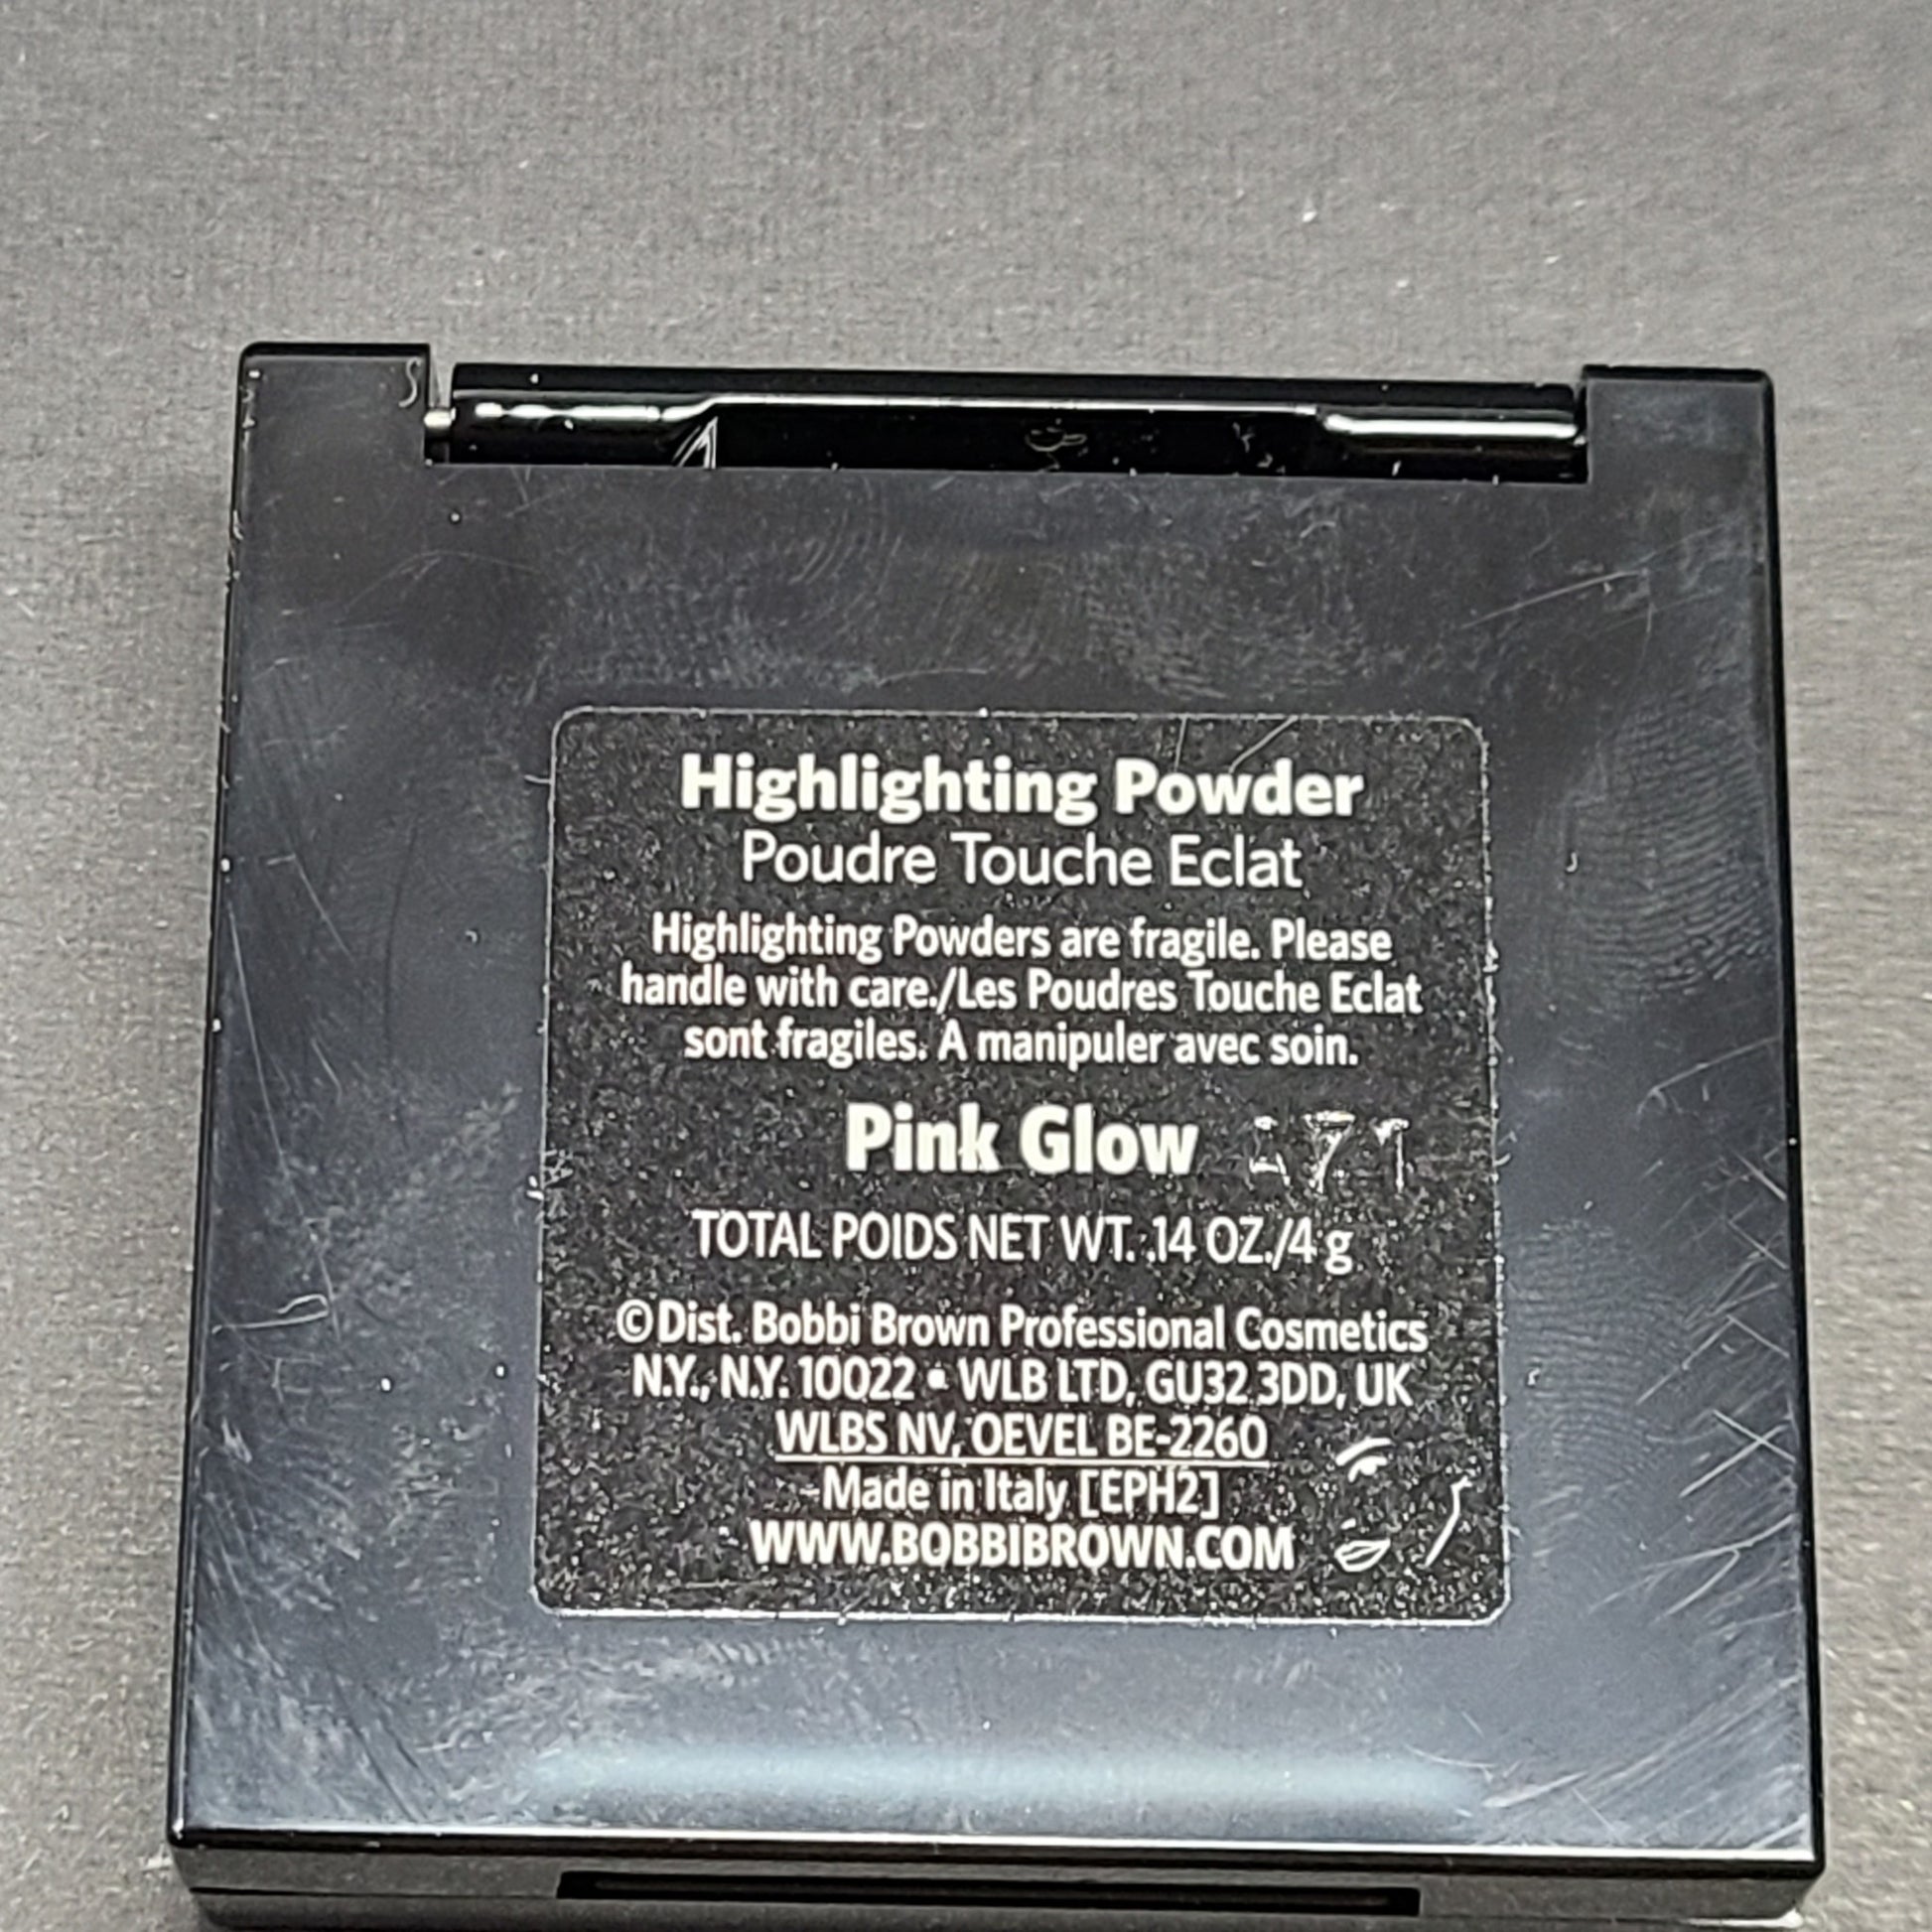 Highlighting Powder
Poudre Touche Eclat
Highlighting Powders are fragile. Please
handle with care./Les Poudres Touche Eclat
sont fragiles. A manipuler avec soin.
Pink Glow
TOTAL POIDS NET WT. .14 OZ./4 g
©Dist. Bobbi Brown Professional Cosmetics
N.Y., N.Y. 10022 • WLB LTD, GU32 3DD, UK
WLBS NV, OEVEL BE-2260
Made in Italy [EPH2]
WWW.BOBBIBROWN.COM